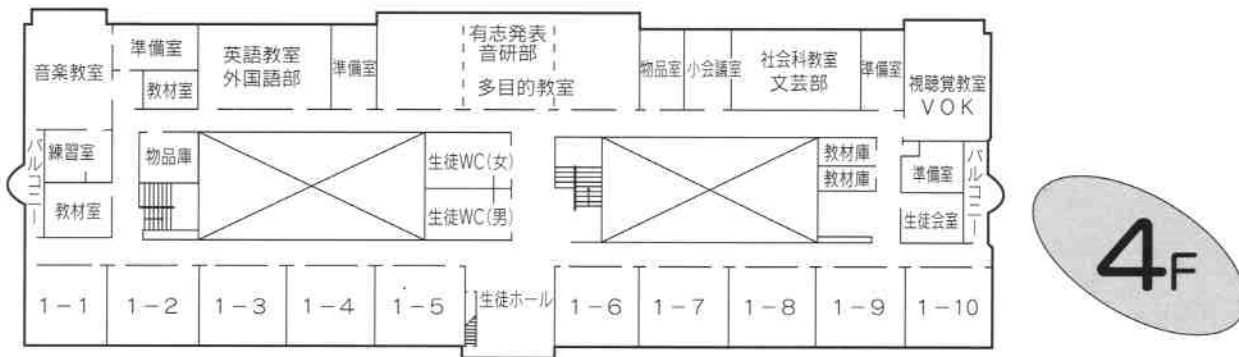 音楽教室
準備室
教材室
英語教室
外国語部
準備室
有志発表
音研部
多目的教室
物品室
小会議室
社会科教室
文芸部
準備室
視聴覚教室
VOK
バルコニー
練習室
教材室
物品庫
生徒WC(女)
生徒WC(男)
教材庫
教材庫
準備室
生徒会室
バルコニー
1-1
1-2
1-3
1-4
1-5
生徒ホール
1-6
1-7
1-8
1-9
1-10
4F